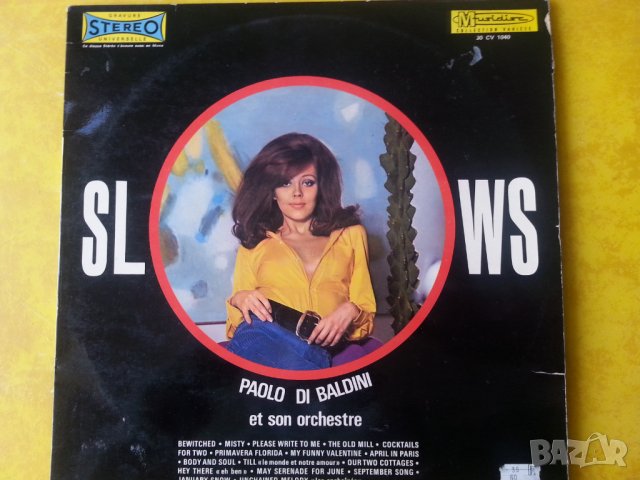 GRAVURE
STEREO
UNIVERSELLE
Ce disque Stéréo s'écoute aussi en Mono
Musidisc
COLLECTION VARIETE
30 CV 1040
SL WS
PAOLO DI BALDINI
et son orchestre
BEWITCHED • MISTY • PLEASE WRITE TO ME • THE OLD MILL • COCKTAILS
FOR TWO • PRIMAVERA FLORIDA • MY FUNNY VALENTINE • APRIL IN PARIS
• BODY AND SOUL • TILL « le monde et notre amour » • OUR TWO COTTAGES •
HEY THERE « eh ben » • MAY SERENADE FOR JUNE • SEPTEMBER SONG •
JANUARY SNOW • UNCHAINED MELODY
BAZAR